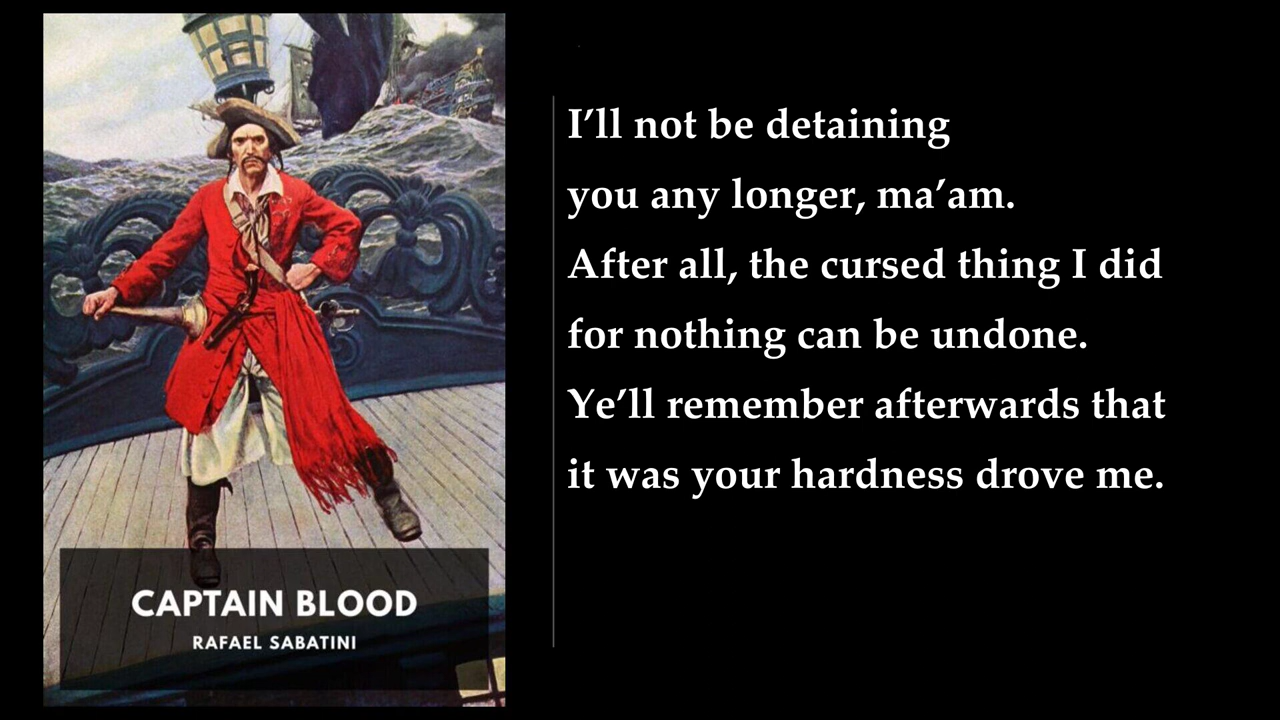 CAPTAIN BLOOD
RAFAEL SABATINI
I’ll not be detaining
you any longer, ma’am.
After all, the cursed thing I did
for nothing can be undone.
Ye’ll remember afterwards that
it was your hardness drove me.